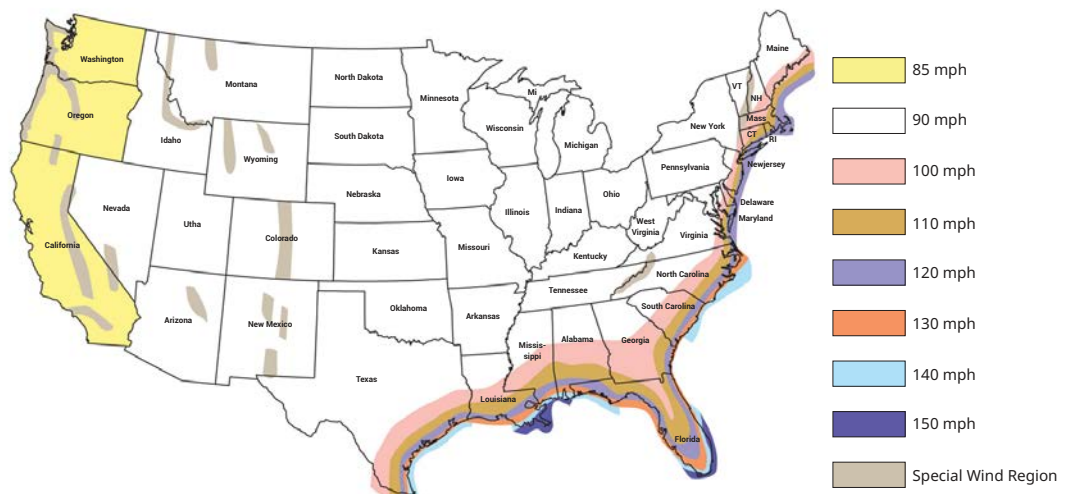 Washington
Oregon
California
Nevada
Idaho
Montana
Wyoming
Utha
Colorado
Arizona
New Mexico
North Dakota
South Dakota
Nebraska
Kansas
Oklahoma
Texas
Minnesota
Iowa
Missouri
Arkansas
Louisiana
Wisconsin
Illinois
Mi
Michigan
Indiana
Ohio
Kentucky
Tennessee
Missis-
sippi
Alabama
Georgia
Florida
South Carolina
North Carolina
Virginia
West
Virginia
Pennsylvania
New York
VT
NH
Maine
Mass
CT
RI
Newjersey
Delaware
Maryland
85 mph
90 mph
100 mph
110 mph
120 mph
130 mph
140 mph
150 mph
Special Wind Region